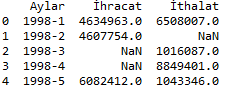 Aylar İhracat İthalat
0 1998-1 4634963.0 6508007.0
1 1998-2 4607754.0 NaN
2 1998-3 NaN 1016087.0
3 1998-4 NaN 8849401.0
4 1998-5 6082412.0 1043346.0